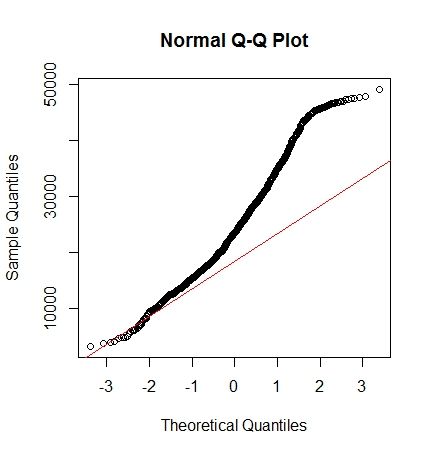 Normal Q-Q Plot
50000
30000
10000
Sample Quantiles
-3 -2 -1 0 1 2 3
Theoretical Quantiles